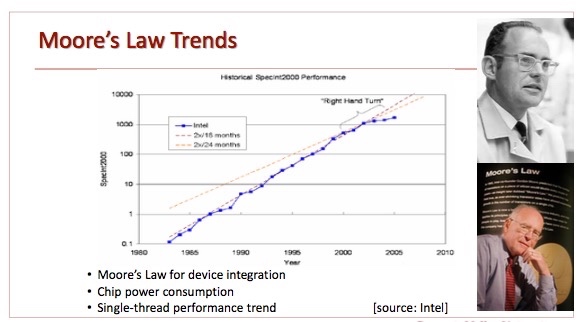 Moore's Law Trends
Historical SpecInt2000 Performance
"Right Hand Turn"
Intel
2x/18 months
2x/24 months
SpecInt2000
10000
1000
100
10
1
0.1
1980
1985
1990
1995
2000
2005
2010
Year
Moore's Law
• Moore's Law for device integration
• Chip power consumption
• Single-thread performance trend
[source: Intel]